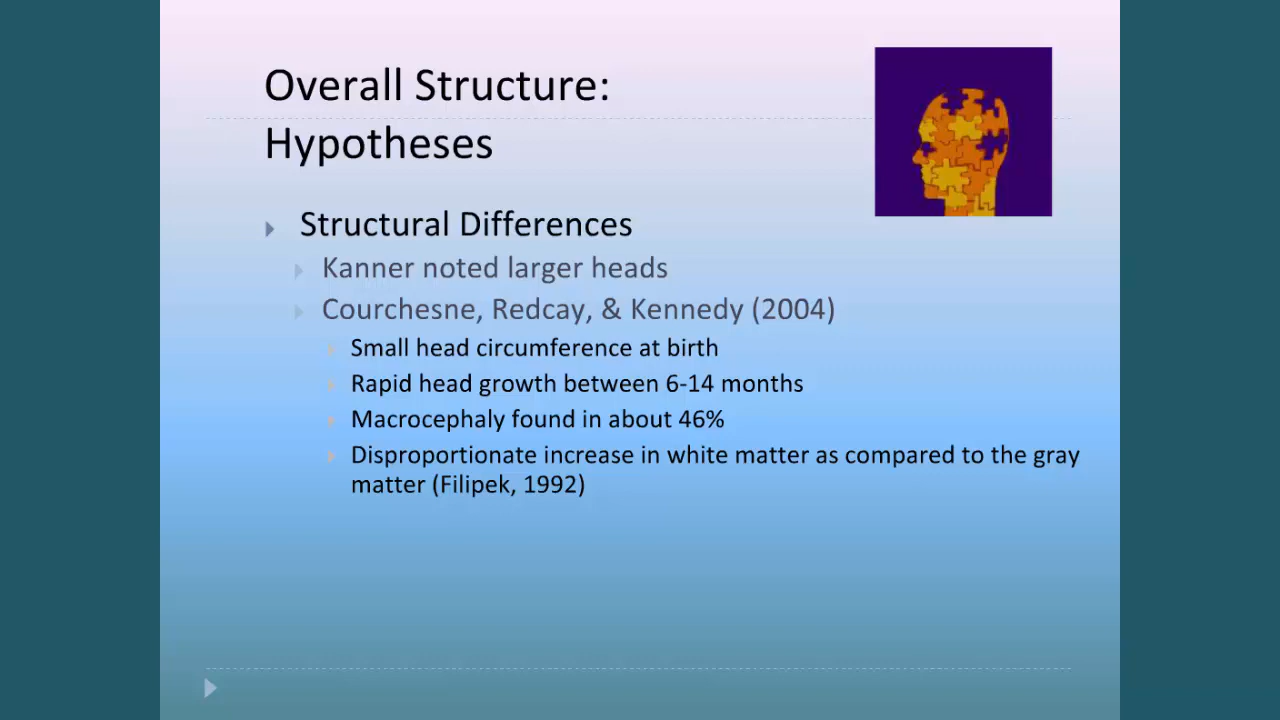 Overall Structure:
Hypotheses
Structural Differences
Kanner noted larger heads
Courchesne, Redcay, & Kennedy (2004)
Small head circumference at birth
Rapid head growth between 6-14 months
Macrocephaly found in about 46%
Disproportionate increase in white matter as compared to the gray
matter (Filipek, 1992)